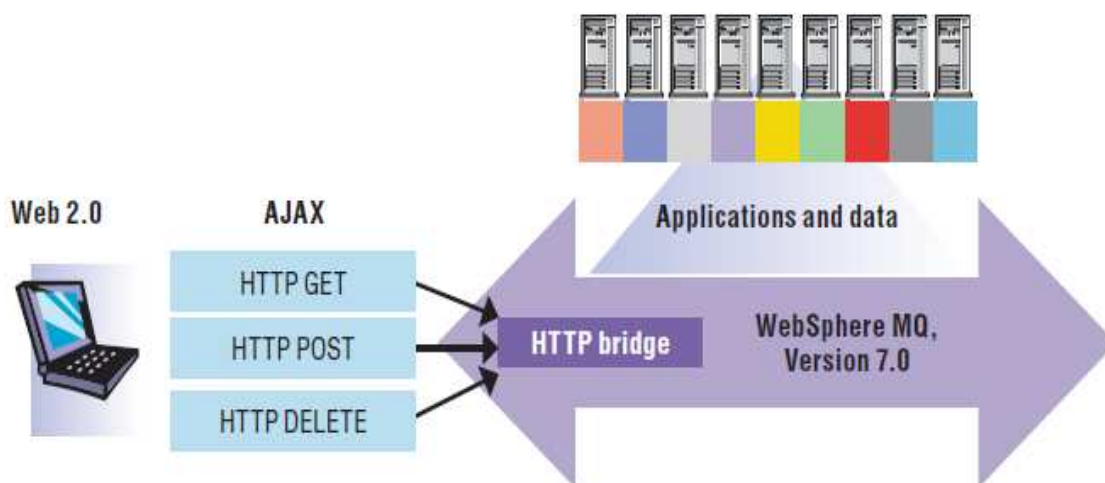 Web 2.0
AJAX
Applications and data
HTTP GET
HTTP POST
HTTP DELETE
HTTP bridge
WebSphere MQ,
Version 7.0